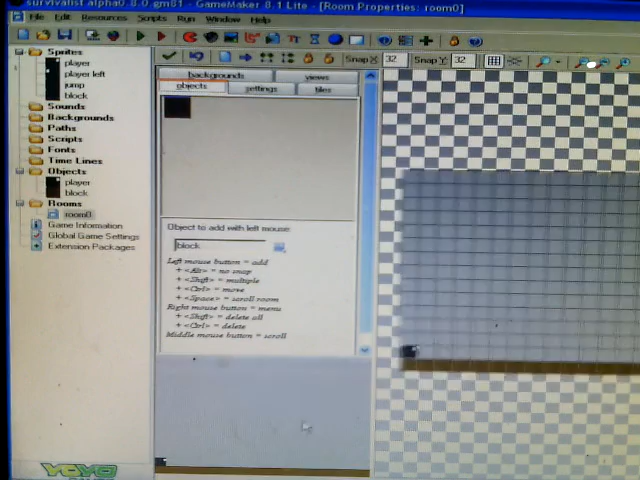 survivalist alpha0.8.0 gm81 - GameMaker 8.1 Lite - [Room Properties: room0]
File Edit Resources Scripts Run Window Help
Snap X: 32 Snap Y: 32
Sprites
player
player left
jump
block
Sounds
Backgrounds
Paths
Scripts
Fonts
Time Lines
Objects
player
block
Rooms
room0
Game Information
Global Game Settings
Extension Packages
backgrounds views
objects settings tiles
Object to add with left mouse:
block
Left mouse button = add
+ <Alt> = no snap
+ <Shift> = multiple
+ <Ctrl> = move
+ <Space> = scroll room
Right mouse button = menu
+ <Shift> = delete all
+ <Ctrl> = delete
Middle mouse button = scroll
YOYO